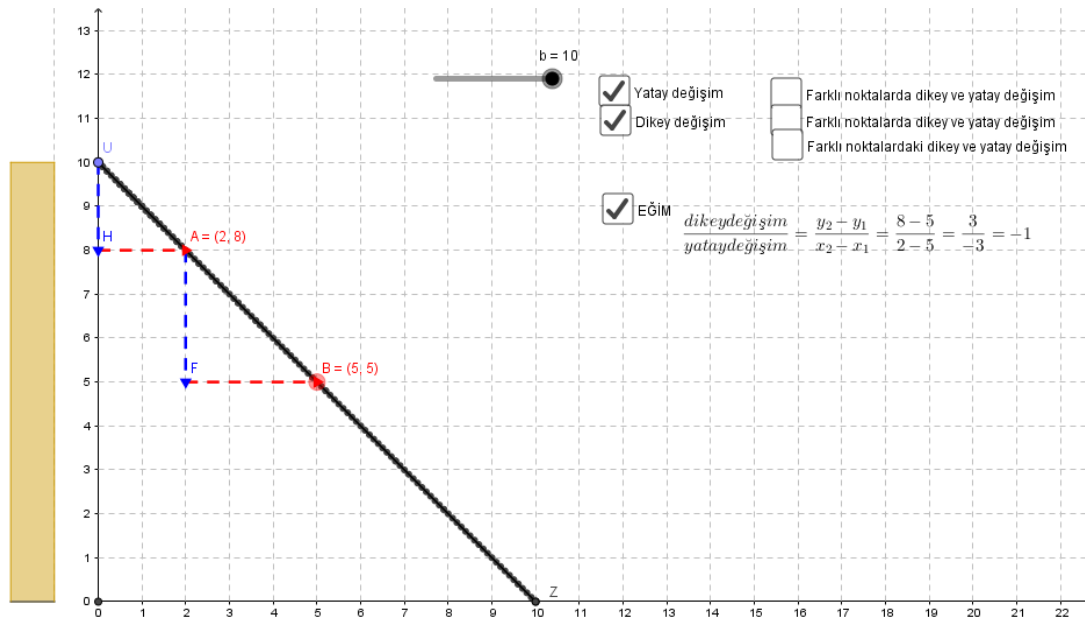 b = 10
Yatay değişim
Dikey değişim
Farklı noktalarda dikey ve yatay değişim
Farklı noktalarda dikey ve yatay değişim
Farklı noktalardaki dikey ve yatay değişim
EĞİM
dikeydeğişim / yataydeğişim = y₂ − y₁ / x₂ − x₁ = 8 − 5 / 2 − 5 = 3 / −3 = −1
13
12
11
10
9
8
7
6
5
4
3
2
1
0
U
H
A = (2, 8)
F
B = (5, 5)
Z
0 1 2 3 4 5 6 7 8 9 10 11 12 13 14 15 16 17 18 19 20 21 22